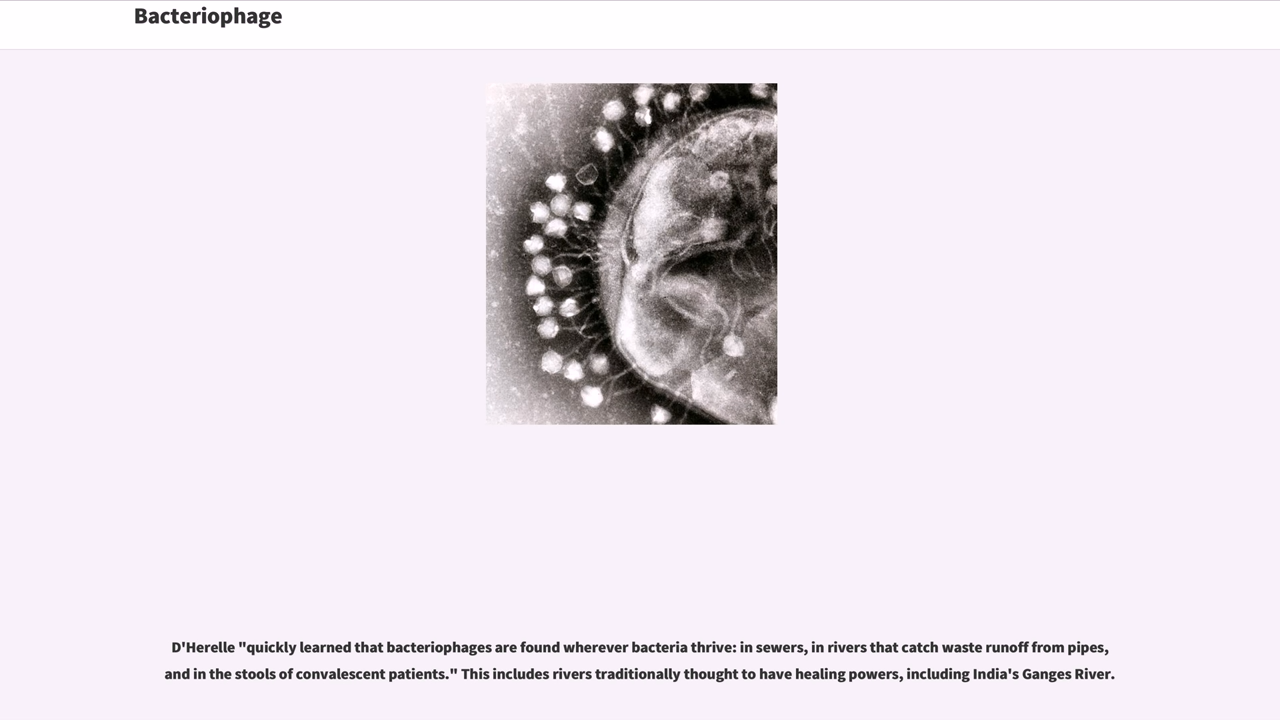 Bacteriophage
D'Herelle "quickly learned that bacteriophages are found wherever bacteria thrive: in sewers, in rivers that catch waste runoff from pipes,
and in the stools of convalescent patients." This includes rivers traditionally thought to have healing powers, including India's Ganges River.